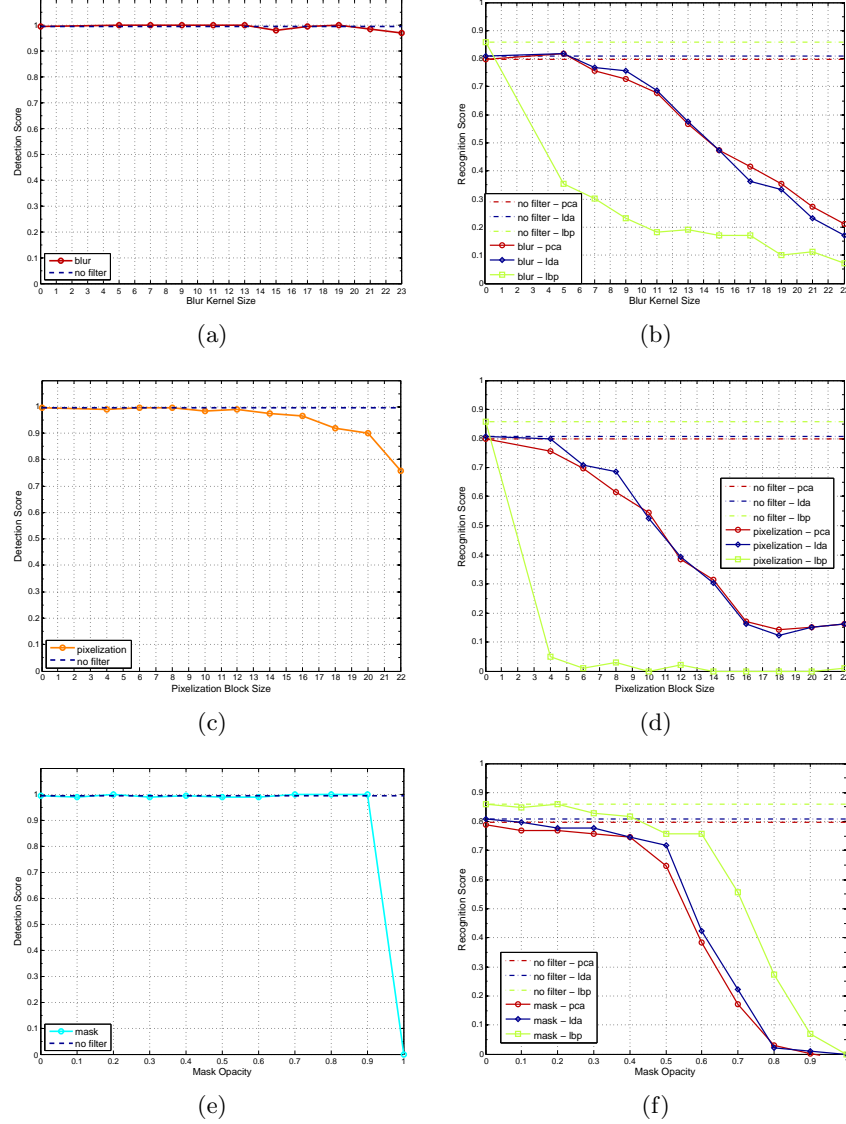 Detection Score
1
0.9
0.8
0.7
0.6
0.5
0.4
0.3
0.2
0.1
0
blur
no filter
0 1 2 3 4 5 6 7 8 9 10 11 12 13 14 15 16 17 18 19 20 21 22 23
Blur Kernel Size
(a)
Recognition Score
1
0.9
0.8
0.7
0.6
0.5
0.4
0.3
0.2
0.1
0
no filter − pca
no filter − lda
no filter − lbp
blur − pca
blur − lda
blur − lbp
0 1 2 3 4 5 6 7 8 9 10 11 12 13 14 15 16 17 18 19 20 21 22 23
Blur Kernel Size
(b)
Detection Score
1
0.9
0.8
0.7
0.6
0.5
0.4
0.3
0.2
0.1
0
pixelization
no filter
0 1 2 3 4 5 6 7 8 9 10 11 12 13 14 15 16 17 18 19 20 21 22
Pixelization Block Size
(c)
Recognition Score
1
0.9
0.8
0.7
0.6
0.5
0.4
0.3
0.2
0.1
0
no filter − pca
no filter − lda
no filter − lbp
pixelization − pca
pixelization − lda
pixelization − lbp
0 1 2 3 4 5 6 7 8 9 10 11 12 13 14 15 16 17 18 19 20 21 22
Pixelization Block Size
(d)
Detection Score
1
0.9
0.8
0.7
0.6
0.5
0.4
0.3
0.2
0.1
0
mask
no filter
0 0.1 0.2 0.3 0.4 0.5 0.6 0.7 0.8 0.9 1
Mask Opacity
(e)
Recognition Score
1
0.9
0.8
0.7
0.6
0.5
0.4
0.3
0.2
0.1
0
no filter − pca
no filter − lda
no filter − lbp
mask − pca
mask − lda
mask − lbp
0 0.1 0.2 0.3 0.4 0.5 0.6 0.7 0.8 0.9
Mask Opacity
(f)